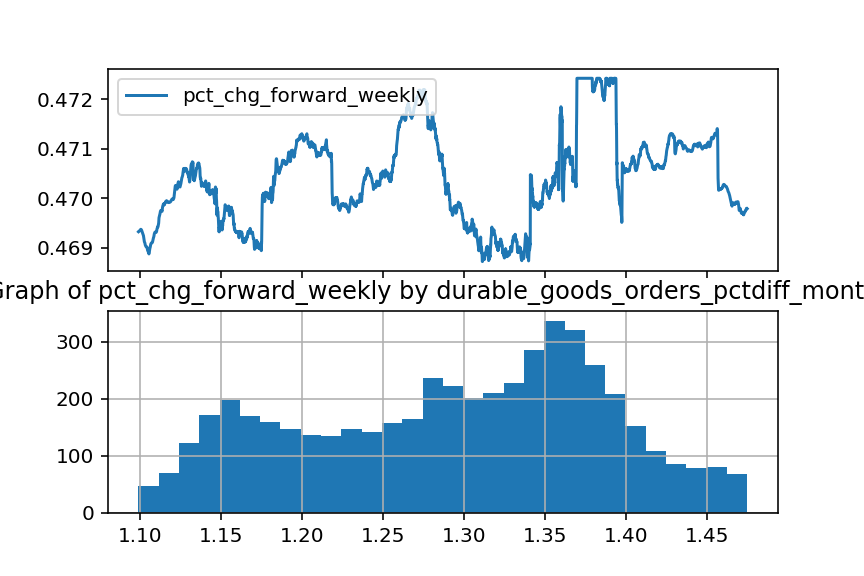 pct_chg_forward_weekly
0.472
0.471
0.470
0.469
Graph of pct_chg_forward_weekly by durable_goods_orders_pctdiff_mont
300
200
100
0
1.10 1.15 1.20 1.25 1.30 1.35 1.40 1.45